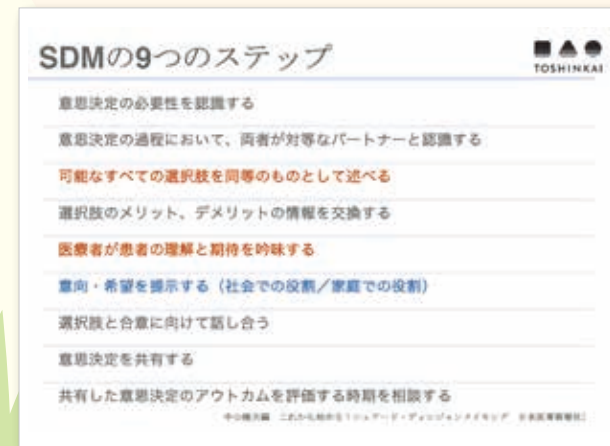 SDMの9つのステップ
TOSHINKAI
意思決定の必要性を認識する
意思決定の過程において、両者が対等なパートナーと認識する
可能なすべての選択肢を同等のものとして述べる
選択肢のメリット、デメリットの情報を交換する
医療者が患者の理解と期待を吟味する
意向・希望を提示する（社会での役割／家庭での役割）
選択肢と合意に向けて話し合う
意思決定を共有する
共有した意思決定のアウトカムを評価する時期を相談する